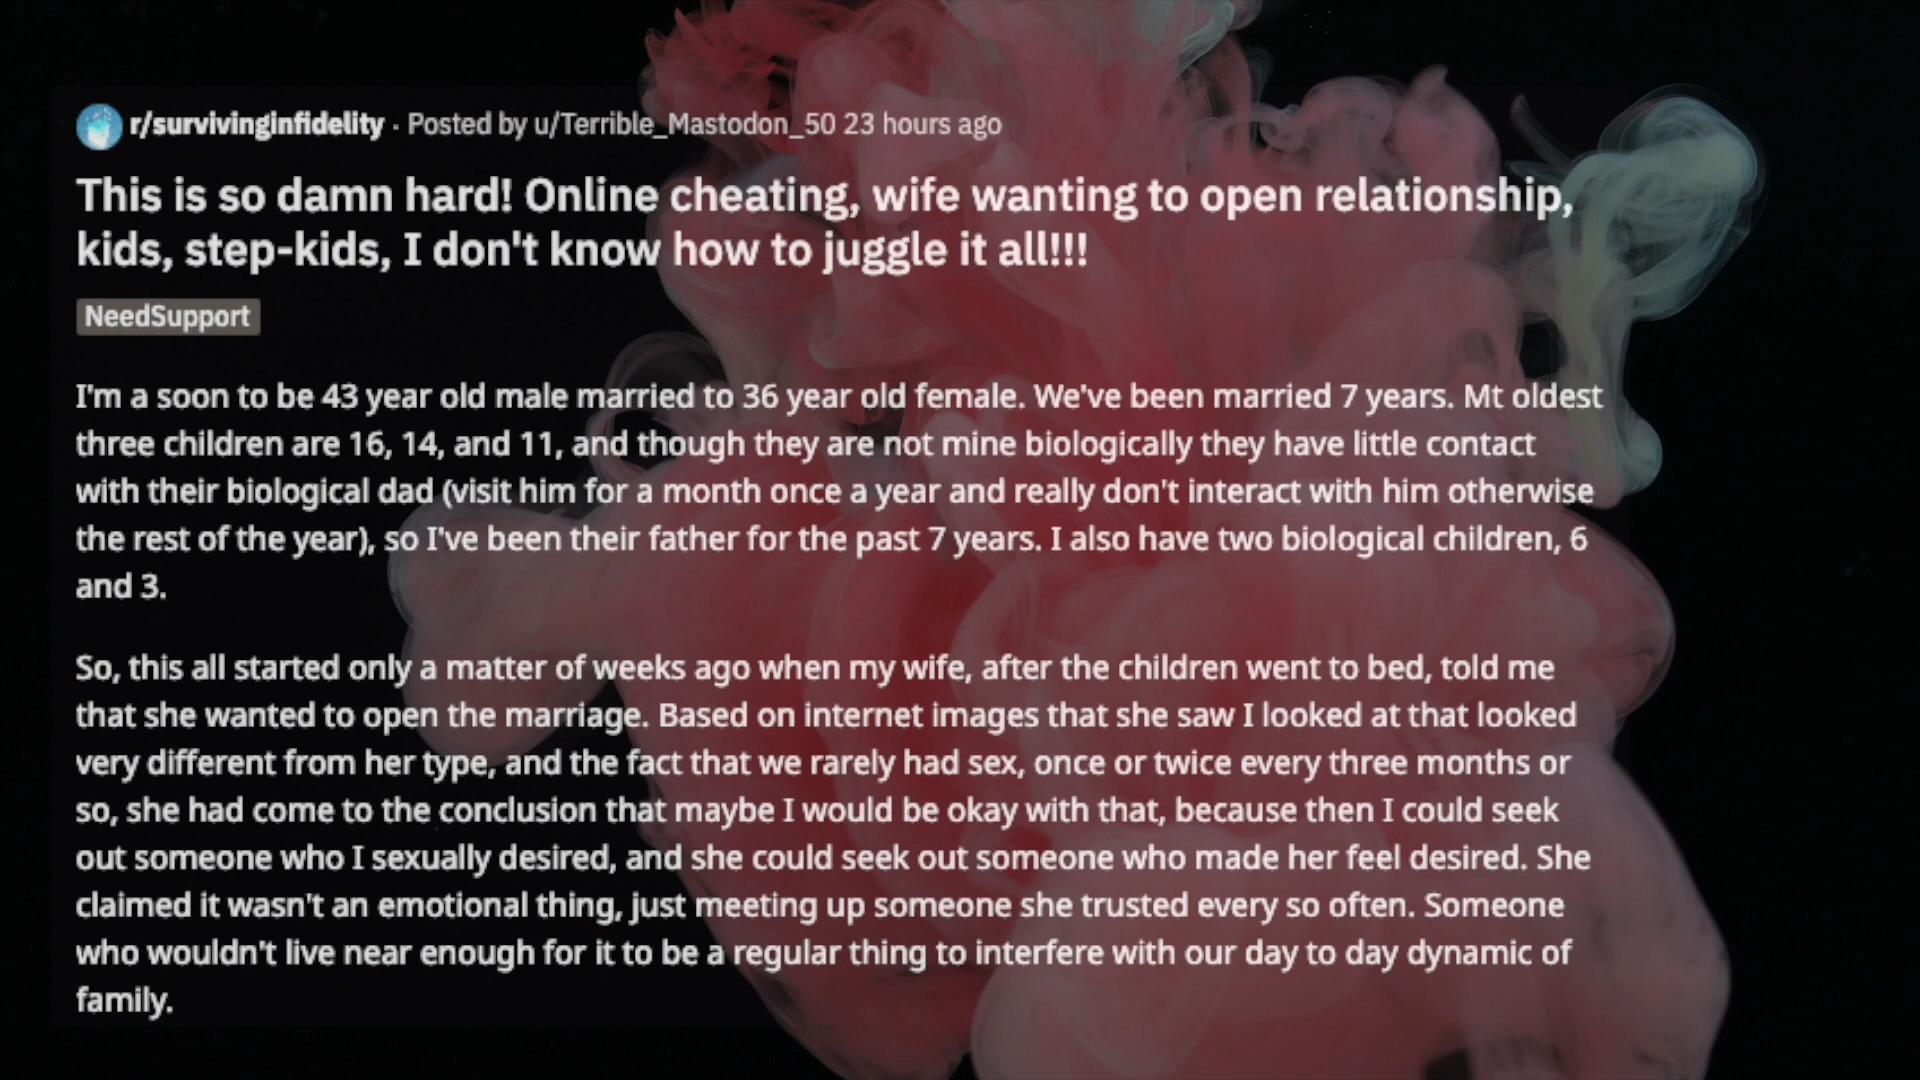 r/survivinginfidelity · Posted by u/Terrible_Mastodon_50 23 hours ago
This is so damn hard! Online cheating, wife wanting to open relationship,
kids, step-kids, I don't know how to juggle it all!!!
NeedSupport
I'm a soon to be 43 year old male married to 36 year old female. We've been married 7 years. Mt oldest
three children are 16, 14, and 11, and though they are not mine biologically they have little contact
with their biological dad (visit him for a month once a year and really don't interact with him otherwise
the rest of the year), so I've been their father for the past 7 years. I also have two biological children, 6
and 3.
So, this all started only a matter of weeks ago when my wife, after the children went to bed, told me
that she wanted to open the marriage. Based on internet images that she saw I looked at that looked
very different from her type, and the fact that we rarely had sex, once or twice every three months or
so, she had come to the conclusion that maybe I would be okay with that, because then I could seek
out someone who I sexually desired, and she could seek out someone who made her feel desired. She
claimed it wasn't an emotional thing, just meeting up someone she trusted every so often. Someone
who wouldn't live near enough for it to be a regular thing to interfere with our day to day dynamic of
family.